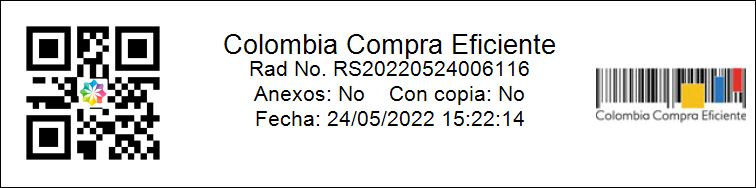 Colombia Compra Eficiente
Rad No. RS20220524006116
Anexos: No    Con copia: No
Fecha: 24/05/2022 15:22:14
Colombia Compra Eficiente